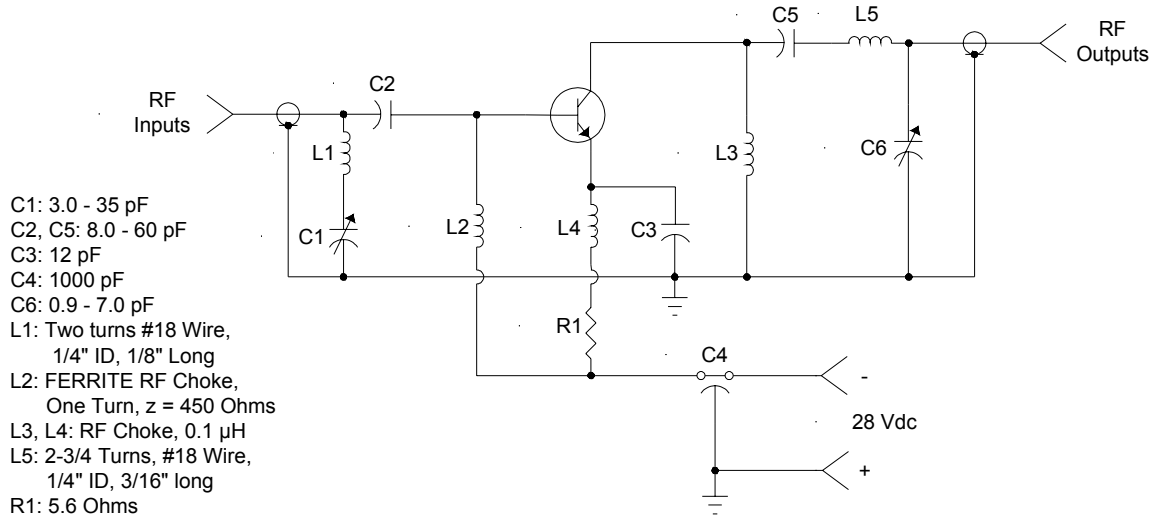 C5
L5
RF
Outputs
C2
RF
Inputs
L1
L3
C6
C1: 3.0 - 35 pF
C2, C5: 8.0 - 60 pF
C3: 12 pF
C4: 1000 pF
C6: 0.9 - 7.0 pF
L1: Two turns #18 Wire,
1/4" ID, 1/8" Long
L2: FERRITE RF Choke,
One Turn, z = 450 Ohms
L3, L4: RF Choke, 0.1 µH
L5: 2-3/4 Turns, #18 Wire,
1/4" ID, 3/16" long
R1: 5.6 Ohms
C1
L2
L4
C3
R1
C4
-
28 Vdc
+